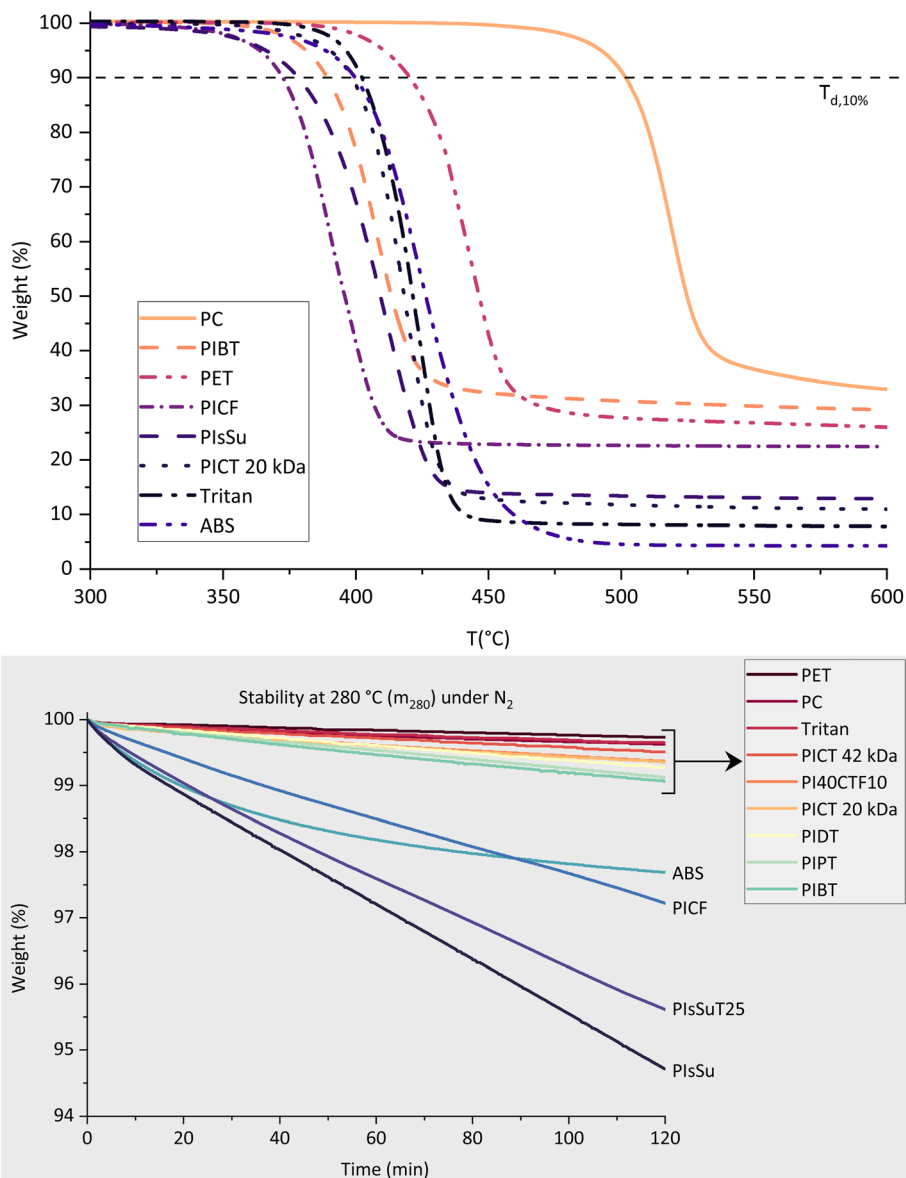 100
90
80
70
60
50
40
30
20
10
0
Weight (%)
T_d,10%
PC
PIBT
PET
PICF
PIsSu
PICT 20 kDa
Tritan
ABS
300
350
400
450
500
550
600
T(°C)
Stability at 280 °C (m_280) under N_2
100
99
98
97
96
95
94
Weight (%)
ABS
PICF
PIsSuT25
PIsSu
0
20
40
60
80
100
120
Time (min)
PET
PC
Tritan
PICT 42 kDa
PI40CTF10
PICT 20 kDa
PIDT
PIPT
PIBT